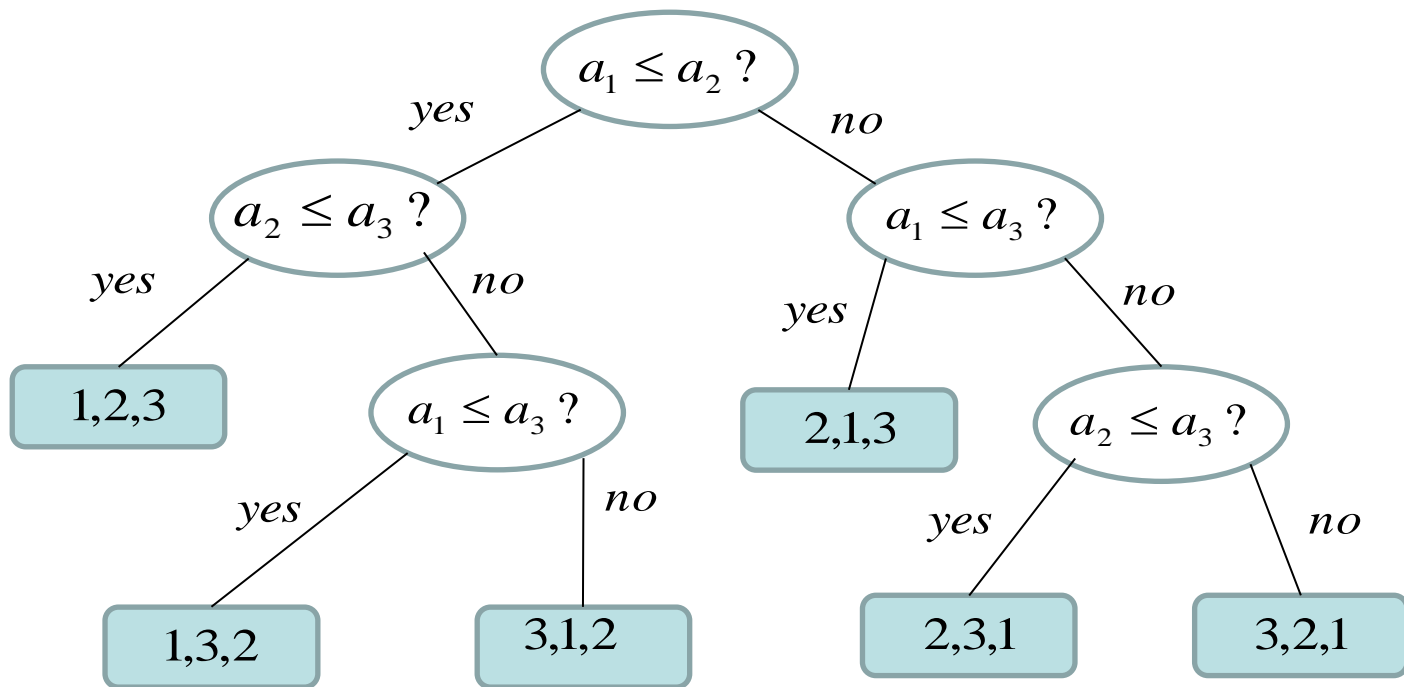 a₁ ≤ a₂ ?
yes
no
a₂ ≤ a₃ ?
a₁ ≤ a₃ ?
yes
no
yes
no
1,2,3
a₁ ≤ a₃ ?
2,1,3
a₂ ≤ a₃ ?
yes
no
yes
no
1,3,2
3,1,2
2,3,1
3,2,1